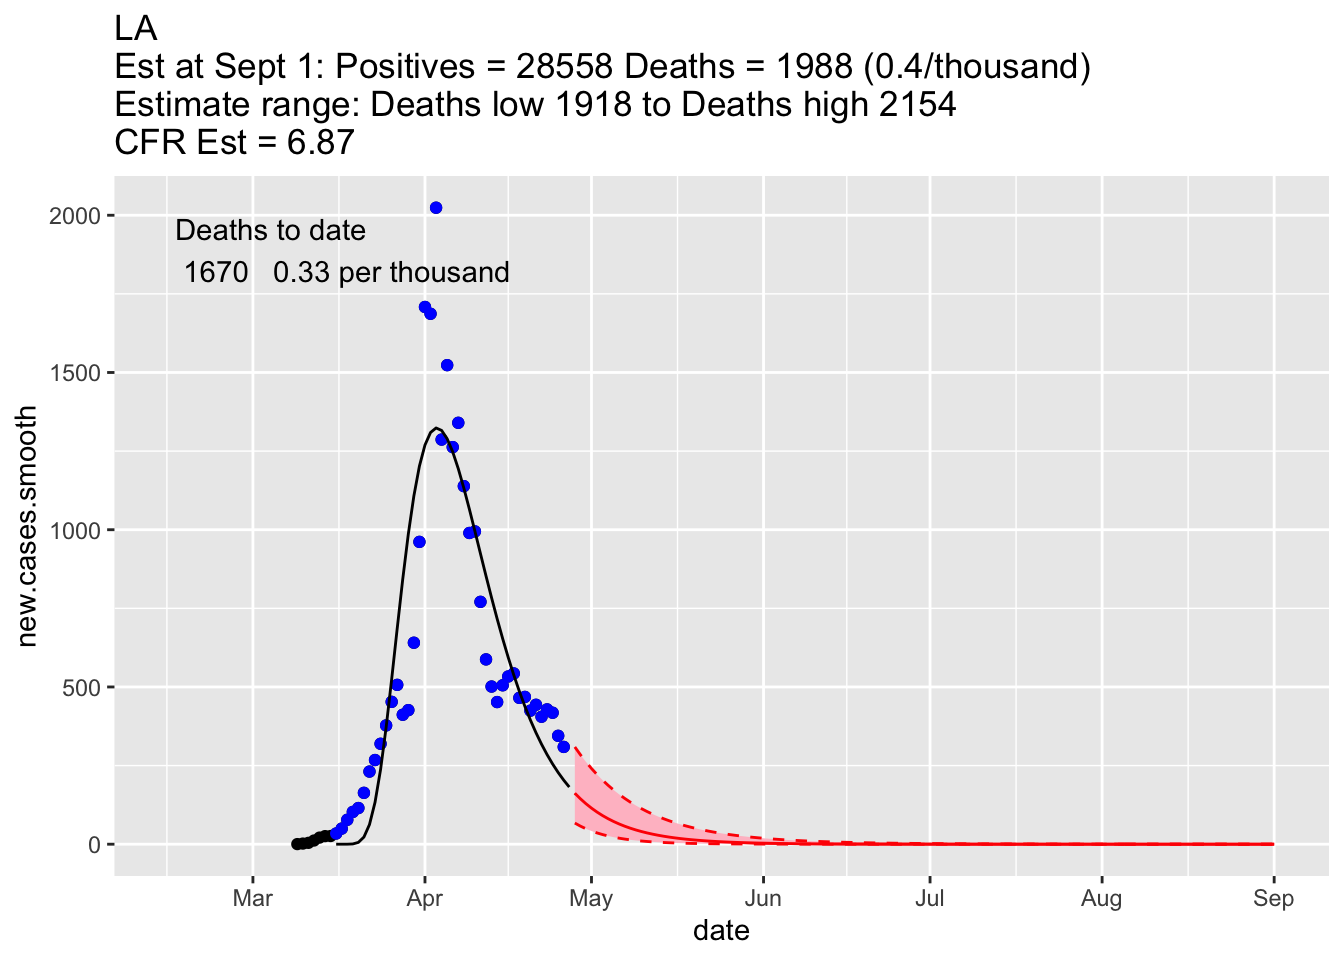 LA
Est at Sept 1: Positives = 28558 Deaths = 1988 (0.4/thousand)
Estimate range: Deaths low 1918 to Deaths high 2154
CFR Est = 6.87
Deaths to date
1670 0.33 per thousand
2000
1500
1000
500
0
new.cases.smooth
Mar Apr May Jun Jul Aug Sep
date